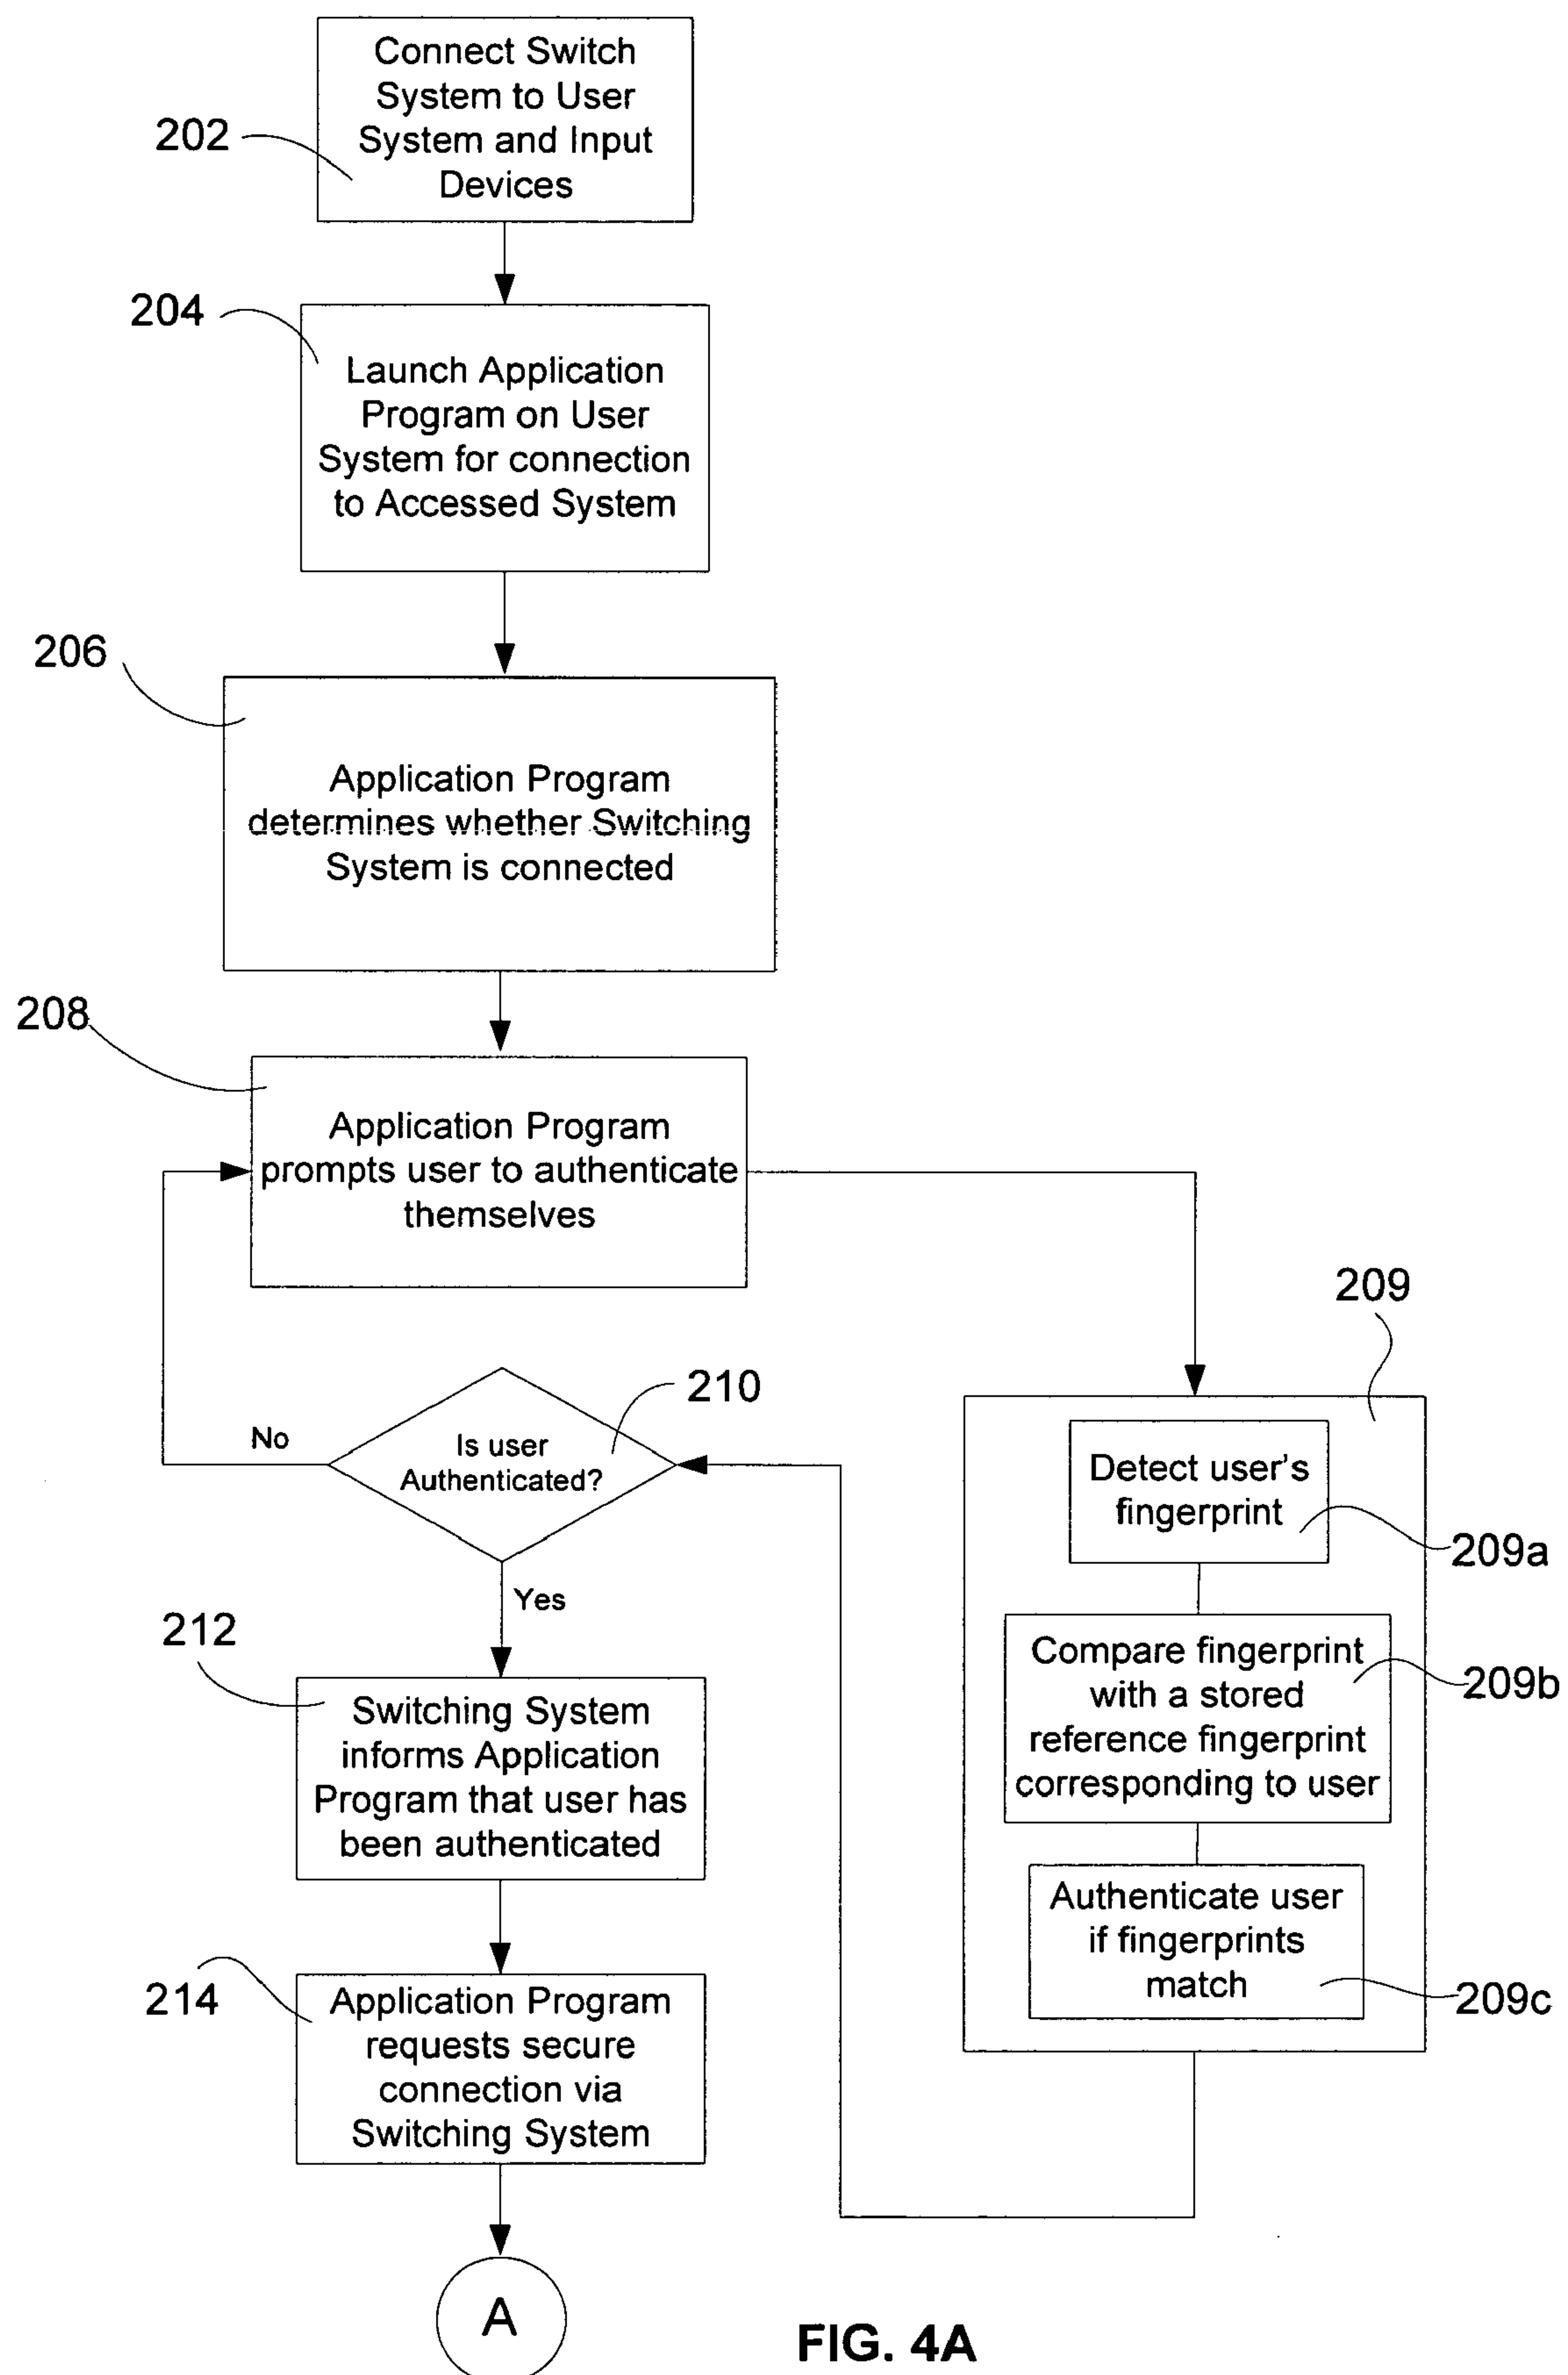 Connect Switch
System to User
System and Input
Devices
202
204
Launch Application
Program on User
System for connection
to Accessed System
206
Application Program
determines whether Switching
System is connected
208
Application Program
prompts user to authenticate
themselves
209
210
No
Is user
Authenticated?
Yes
Detect user's
fingerprint
209a
212
Compare fingerprint
with a stored
reference fingerprint
corresponding to user
209b
Switching System
informs Application
Program that user has
been authenticated
Authenticate user
if fingerprints
match
209c
214
Application Program
requests secure
connection via
Switching System
A
FIG. 4A